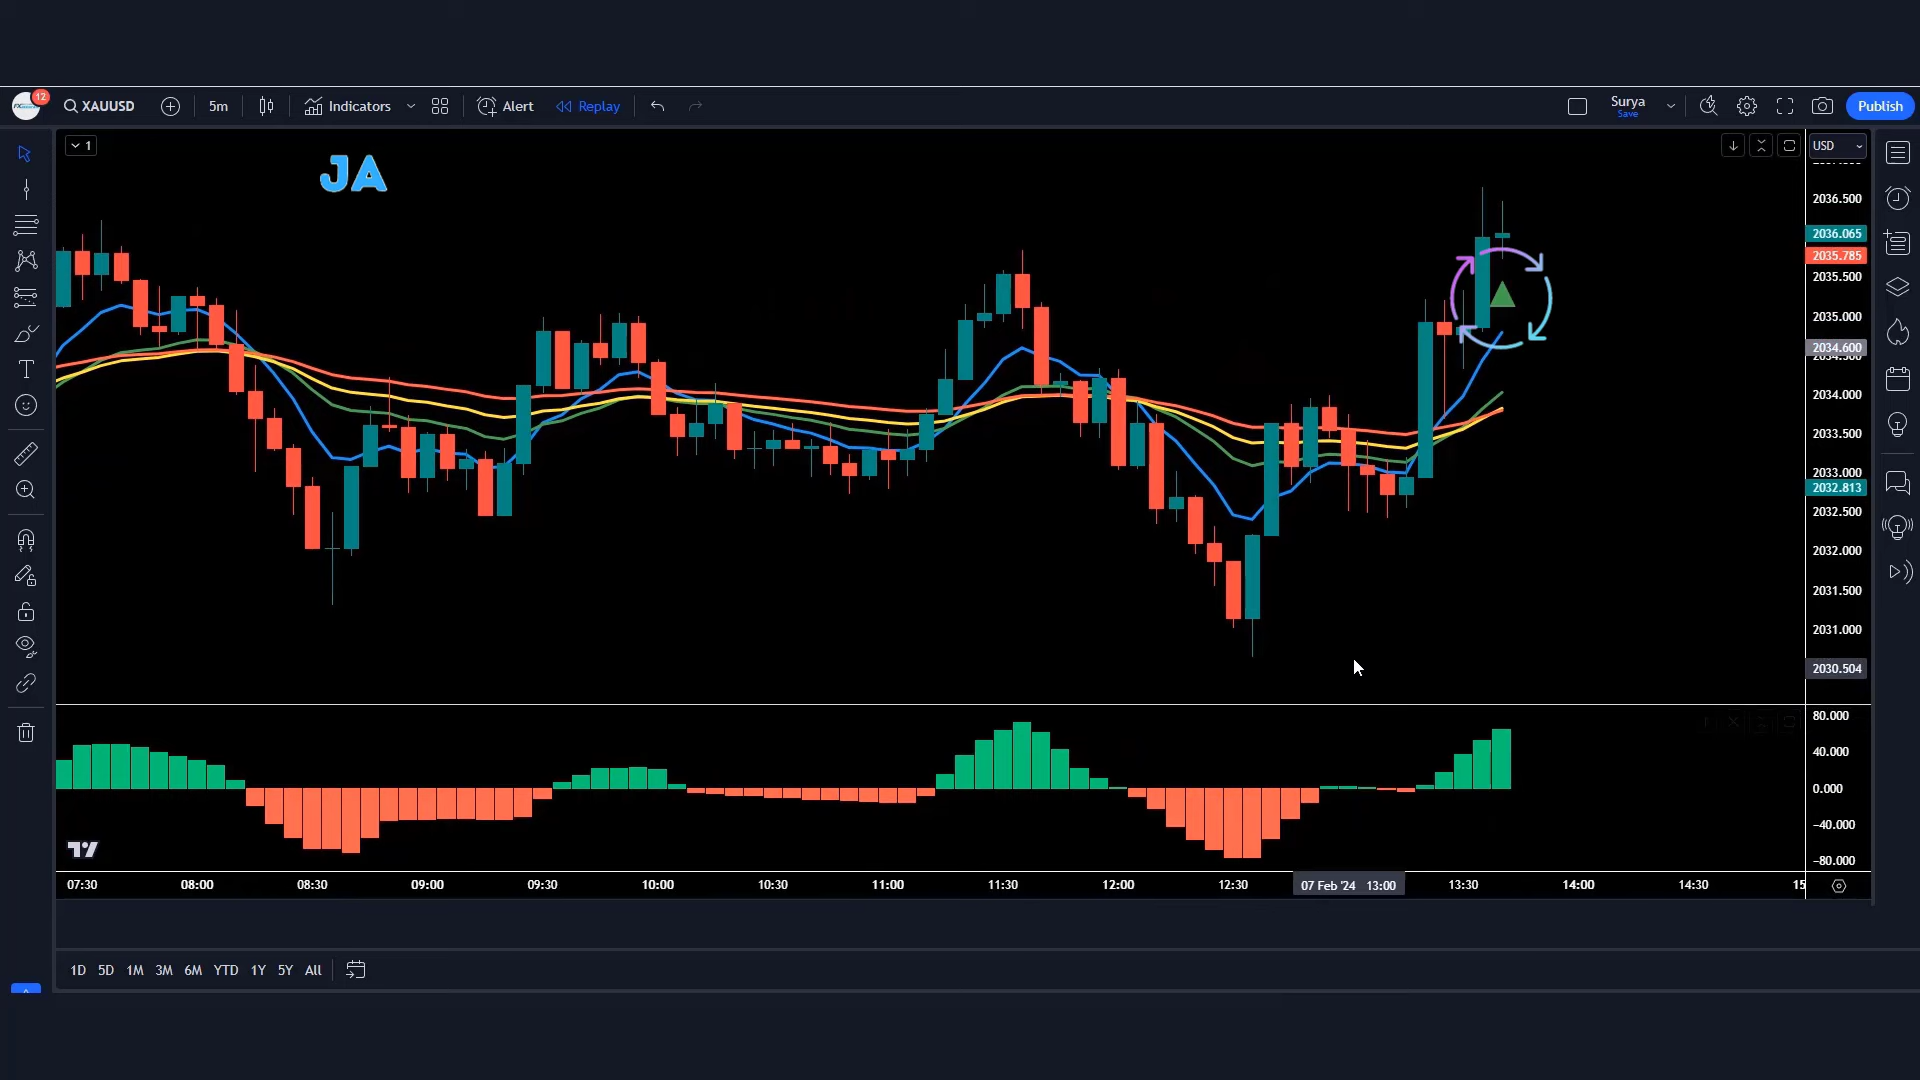 12
XAUUSD
5m
Indicators
Alert
Replay
Surya
Save
Publish
1
JA
USD
2036.500
2036.065
2035.785
2035.500
2035.000
2034.600
2034.000
2033.500
2033.000
2032.813
2032.500
2032.000
2031.500
2031.000
2030.504
80.000
40.000
0.000
−40.000
−80.000
07:30 08:00 08:30 09:00 09:30 10:00 10:30 11:00 11:30 12:00 12:30 07 Feb '24 13:00 13:30 14:00 14:30 15
1D 5D 1M 3M 6M YTD 1Y 5Y All